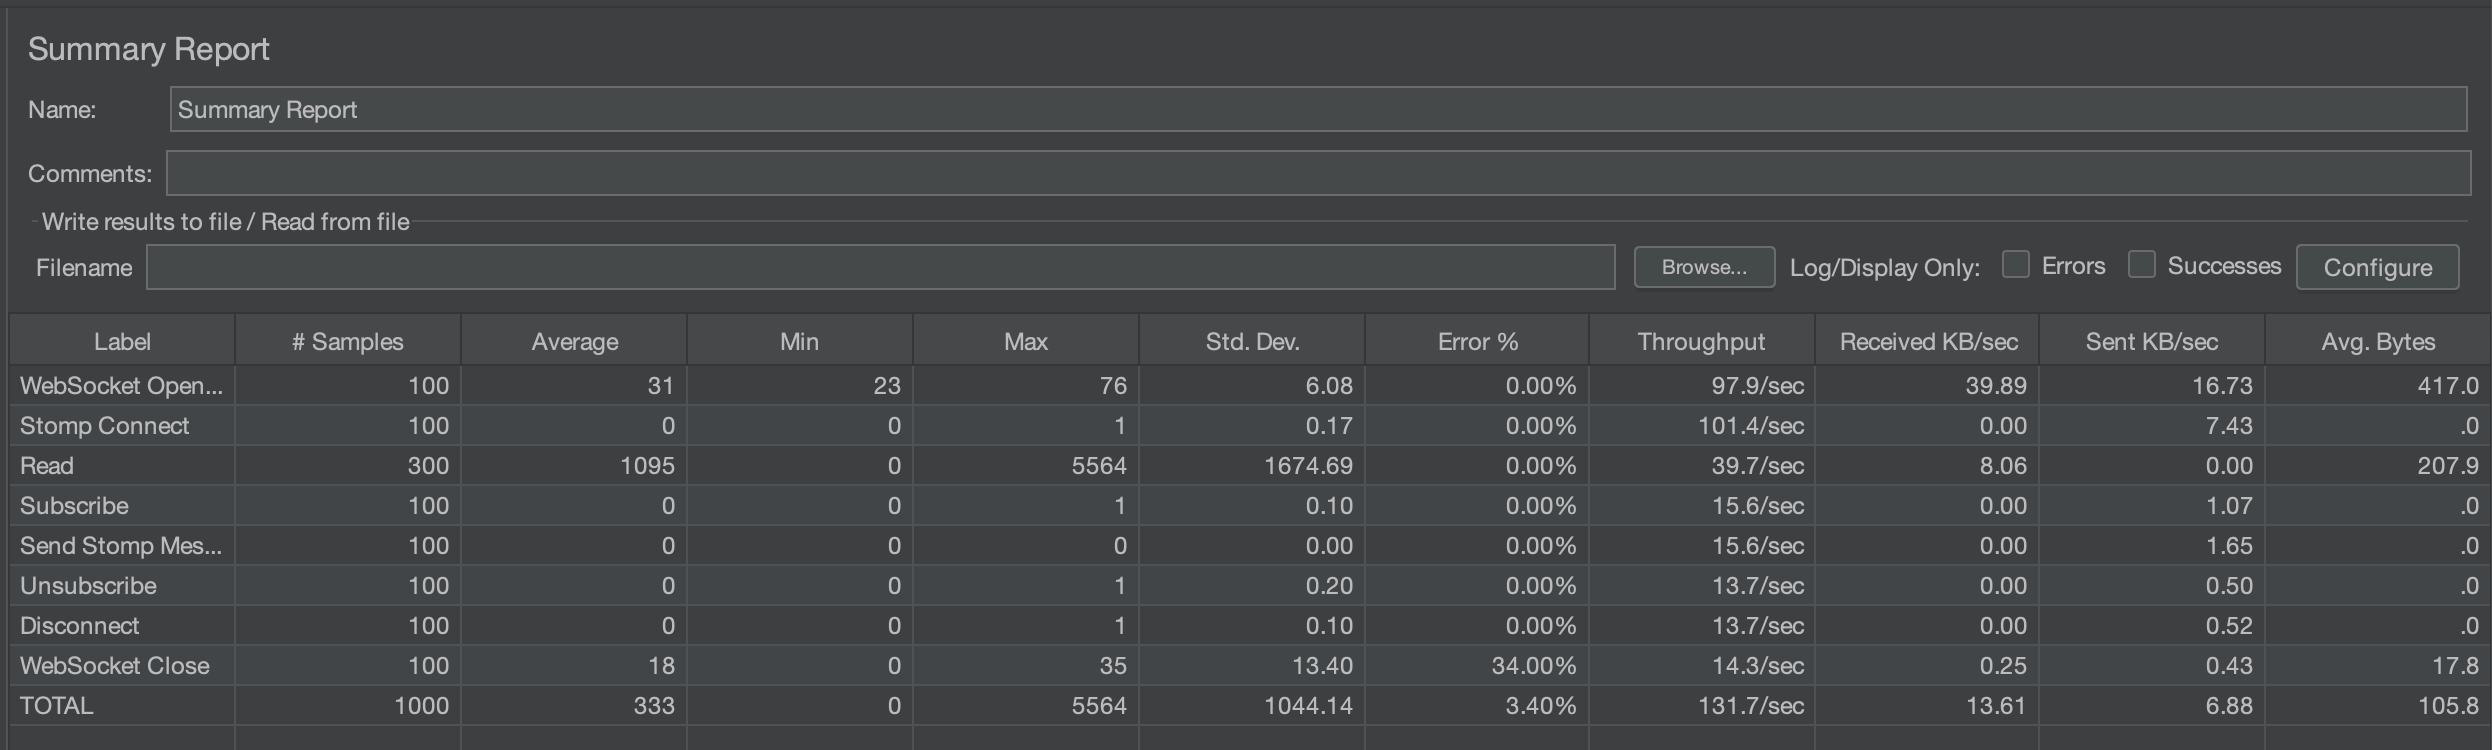 Summary Report
Name: Summary Report
Comments:
Write results to file / Read from file
Filename Browse... Log/Display Only: Errors Successes Configure
Label # Samples Average Min Max Std. Dev. Error % Throughput Received KB/sec Sent KB/sec Avg. Bytes
WebSocket Open... 100 31 23 76 6.08 0.00% 97.9/sec 39.89 16.73 417.0
Stomp Connect 100 0 0 1 0.17 0.00% 101.4/sec 0.00 7.43 .0
Read 300 1095 0 5564 1674.69 0.00% 39.7/sec 8.06 0.00 207.9
Subscribe 100 0 0 1 0.10 0.00% 15.6/sec 0.00 1.07 .0
Send Stomp Mes... 100 0 0 0 0.00 0.00% 15.6/sec 0.00 1.65 .0
Unsubscribe 100 0 0 1 0.20 0.00% 13.7/sec 0.00 0.50 .0
Disconnect 100 0 0 1 0.10 0.00% 13.7/sec 0.00 0.52 .0
WebSocket Close 100 18 0 35 13.40 34.00% 14.3/sec 0.25 0.43 17.8
TOTAL 1000 333 0 5564 1044.14 3.40% 131.7/sec 13.61 6.88 105.8